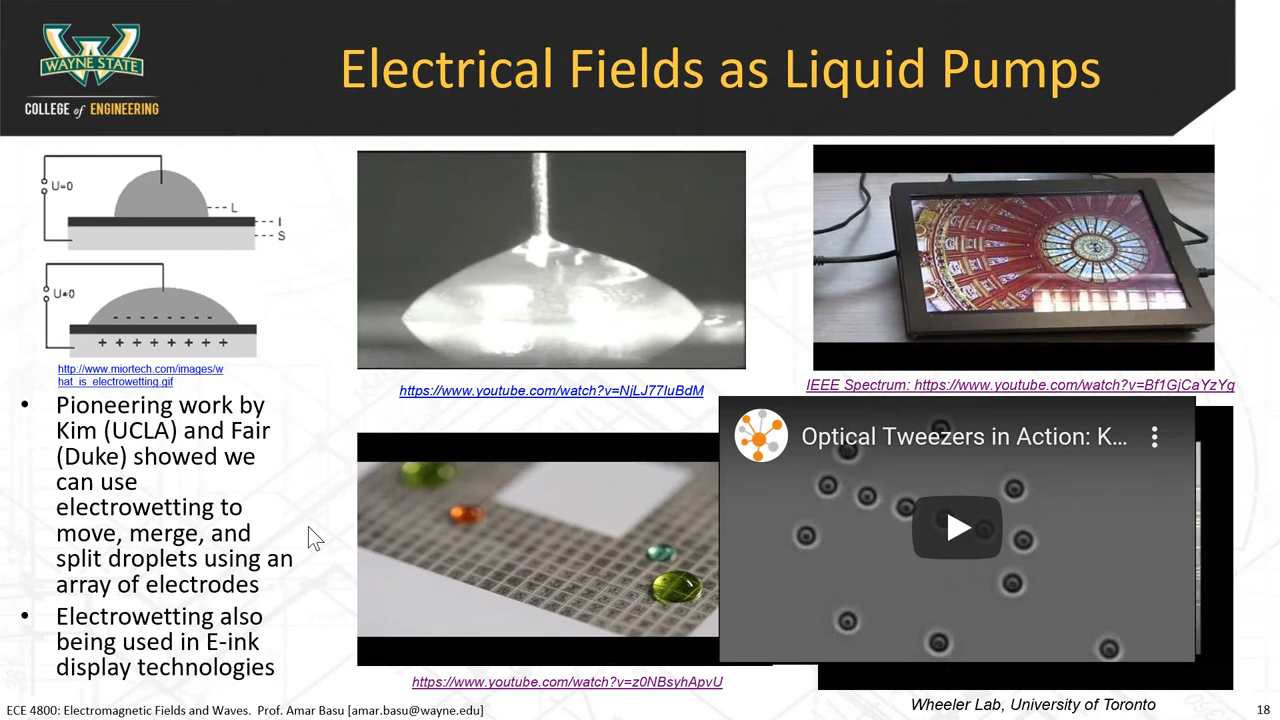 WAYNE STATE
COLLEGE of ENGINEERING
Electrical Fields as Liquid Pumps
U=0
L
I
S
U≠0
- - - - - - - -
+ + + + + + + +
http://www.miortech.com/images/w
hat_is_electrowetting.gif
• Pioneering work by
Kim (UCLA) and Fair
(Duke) showed we
can use
electrowetting to
move, merge, and
split droplets using an
array of electrodes
• Electrowetting also
being used in E-ink
display technologies
https://www.youtube.com/watch?v=NjLJ77IuBdM
IEEE Spectrum: https://www.youtube.com/watch?v=Bf1GjCaYzYg
Optical Tweezers in Action: K...
https://www.youtube.com/watch?v=z0NBsyhApvU
Wheeler Lab, University of Toronto
ECE 4800: Electromagnetic Fields and Waves. Prof. Amar Basu [amar.basu@wayne.edu]
18